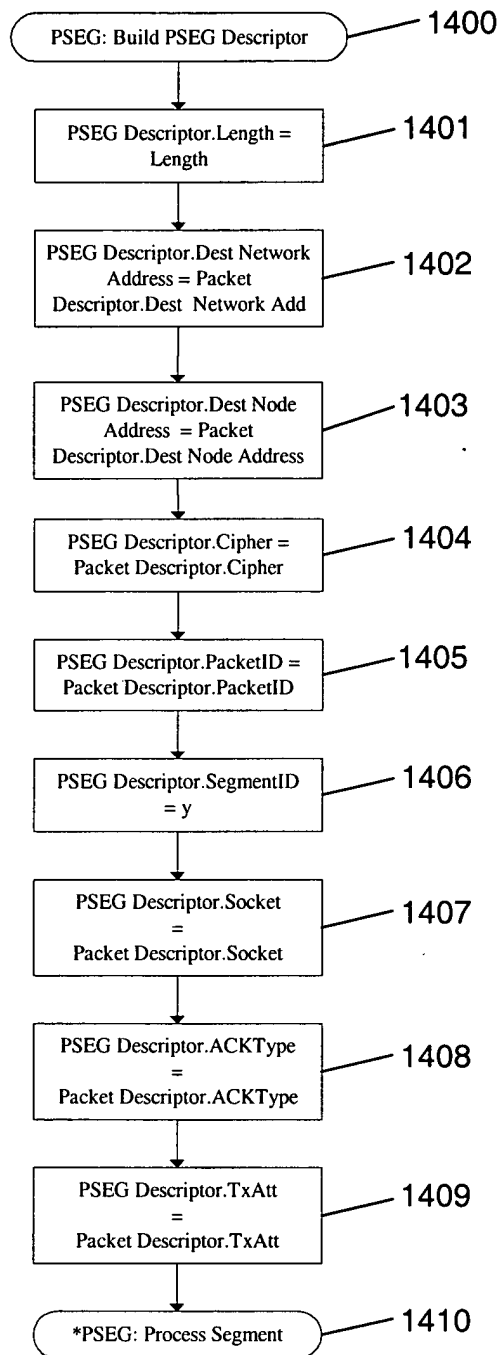 PSEG: Build PSEG Descriptor
1400
PSEG Descriptor.Length =
Length
1401
PSEG Descriptor.Dest Network
Address = Packet
Descriptor.Dest Network Add
1402
PSEG Descriptor.Dest Node
Address = Packet
Descriptor.Dest Node Address
1403
PSEG Descriptor.Cipher =
Packet Descriptor.Cipher
1404
PSEG Descriptor.PacketID =
Packet Descriptor.PacketID
1405
PSEG Descriptor.SegmentID
= y
1406
PSEG Descriptor.Socket
=
Packet Descriptor.Socket
1407
PSEG Descriptor.ACKType
=
Packet Descriptor.ACKType
1408
PSEG Descriptor.TxAtt
=
Packet Descriptor.TxAtt
1409
*PSEG: Process Segment
1410